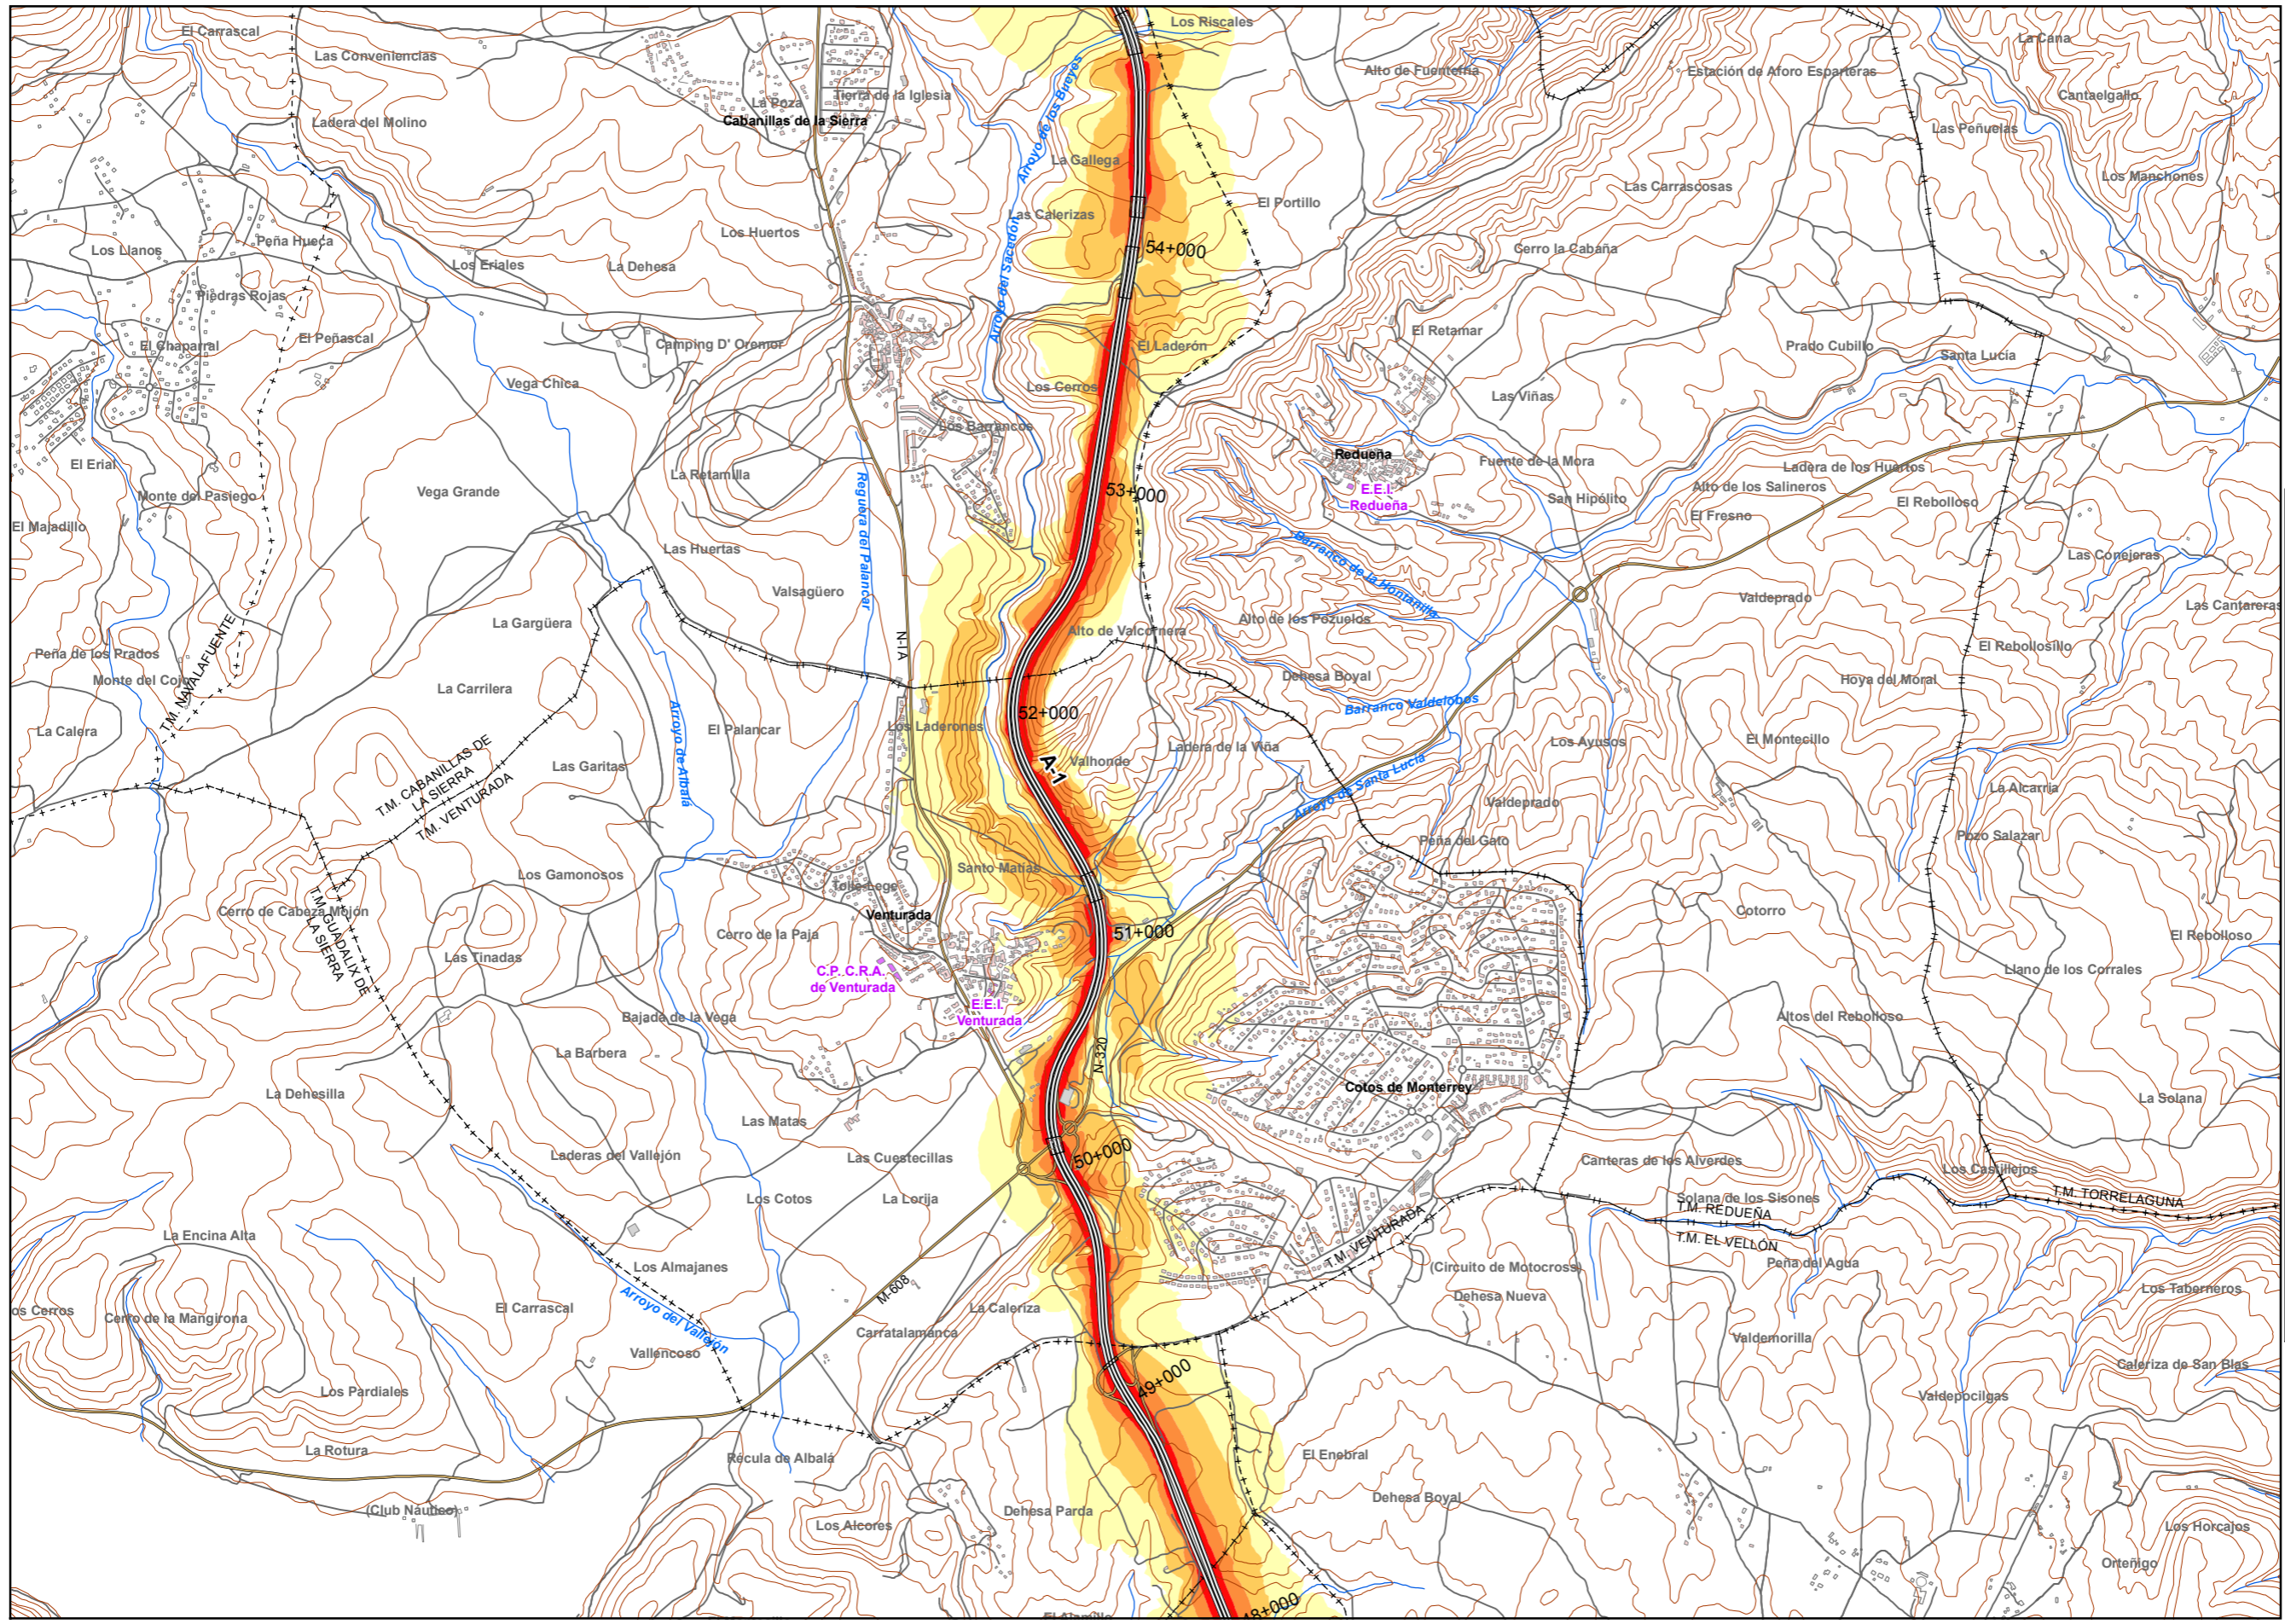 Los Riscales
El Carrascal
La Cana
Las Conveniencias
Alto de Fuentefría
Estación de Aforo Esparteras
Tierra de la Iglesia
Cantaelgallo
La Poza
Cabanillas de la Sierra
Ladera del Molino
Las Peñuelas
Arroyo de los Bueyes
La Gallega
Los Manchones
Las Carrascosas
El Portillo
Las Calerizas
Los Huertos
Peña Hueca
Los Llanos
54+000
Cerro la Cabaña
Los Eriales
La Dehesa
Arroyo del Sacedón
Piedras Rojas
El Retamar
El Peñascal
El Chaparral
Camping D' Oremor
El Laderón
Prado Cubillo
Santa Lucía
Vega Chica
Los Cerros
Las Viñas
Los Barrancos
Redueña
El Erial
Fuente de la Mora
Ladera de los Huertos
La Retamilla
Alto de los Salineros
Vega Grande
53+000
E.E.I.
Redueña
Monte del Pasiego
San Hipólito
El Rebolloso
El Fresno
El Majadillo
Reguera del Palancar
Las Huertas
Barranco de la Hontanilla
Las Conejeras
Valsagüero
Valdeprado
Las Cantareras
La Gargüera
Alto de los Pozuelos
Alto de Valcornera
N-IA
El Rebollosillo
Peña de los Prados
T.M. NAVALAFUENTE
Monte del Cojo
Dehesa Boyal
Hoya del Moral
La Carrilera
Barranco Valdelobos
52+000
La Calera
El Palancar
Los Laderones
Arroyo de Albalá
Los Ayusos
El Montecillo
Ladera de la Viña
Valhondo
A-1
Las Garitas
T.M. CABANILLAS DE
LA SIERRA
T.M. VENTURADA
Arroyo de Santa Lucía
La Alcarria
Valdeprado
Pozo Salazar
Peña del Gato
Santo Matías
Los Gamonosos
Tolle-Lege
Venturada
Cerro de Cabeza Mojón
T.M. GUADALIX DE
LA SIERRA
Cotorro
Cerro de la Paja
51+000
El Rebolloso
Las Tinadas
C.P. C.R.A.
de Venturada
Llano de los Corrales
E.E.I.
Venturada
Bajada de la Vega
Altos del Rebolloso
La Barbera
N-320
Cotos de Monterrey
La Dehesilla
La Solana
Las Matas
50+000
Laderas del Vallejón
Las Cuestecillas
Canteras de los Alverdes
Los Castillejos
Los Cotos
La Lorija
Solana de los Sisones
T.M. TORRELAGUNA
T.M. REDUEÑA
T.M. VENTURADA
La Encina Alta
T.M. EL VELLÓN
Los Almajanes
(Circuito de Motocross)
Peña del Agua
M-608
Los Taberneros
Dehesa Nueva
os Cerros
El Carrascal
La Caleriza
Cerro de la Mangirona
Arroyo del Vallejón
Carratalamanca
Valdemorilla
Vallencoso
Caleriza de San Blas
49+000
Los Pardiales
Valdepocilgas
La Rotura
Récula de Albalá
El Enebral
Dehesa Boyal
(Club Náutico)
Dehesa Parda
Los Alcores
Los Horcajos
Orteñigo
48+000